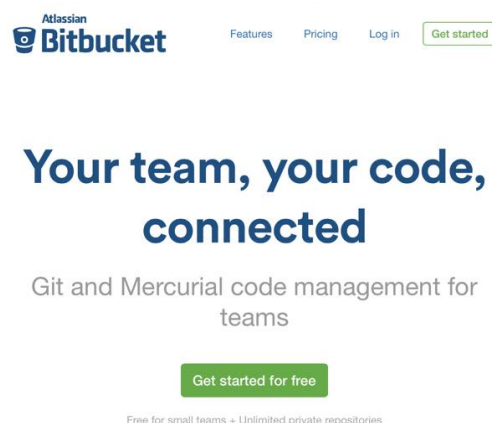 Atlassian
Bitbucket
Features Pricing Log in Get started
Your team, your code,
connected
Git and Mercurial code management for
teams
Get started for free
Free for small teams + Unlimited private repositories